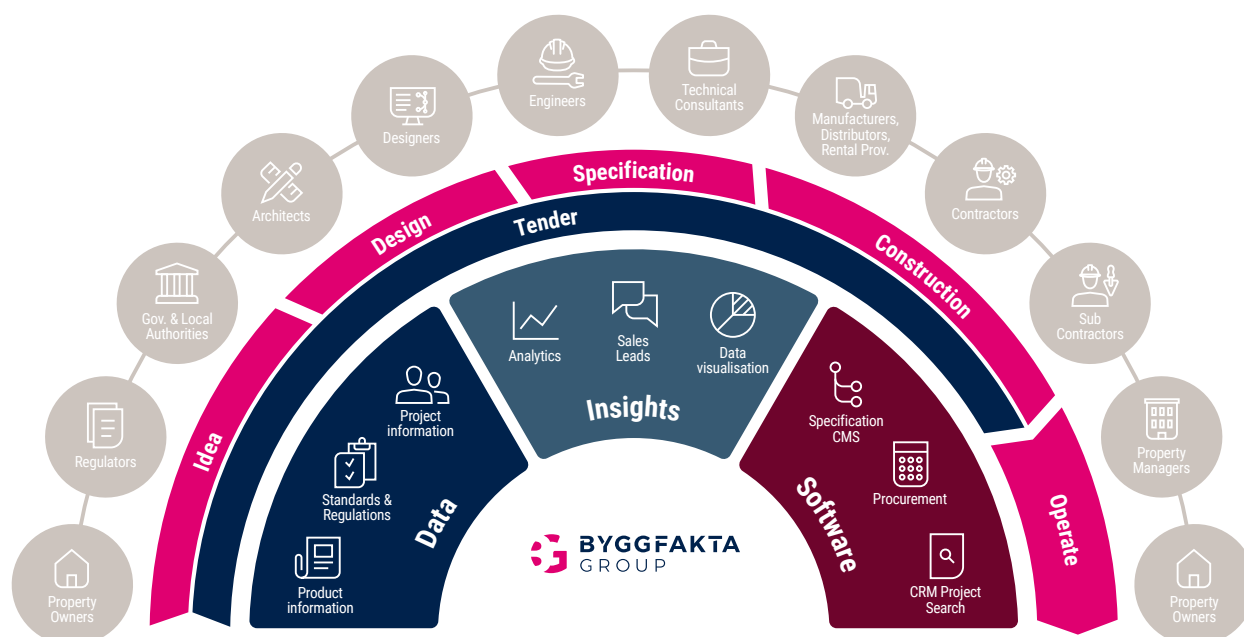 Engineers
Technical
Consultants
Designers
Manufacturers,
Distributors,
Rental Prov.
Architects
Contractors
Gov. & Local
Authorities
Sub
Contractors
Regulators
Property
Managers
Property
Owners
Property
Owners
Idea
Design
Specification
Construction
Operate
Tender
Project
information
Standards &
Regulations
Product
information
Data
Analytics
Sales
Leads
Data
visualisation
Insights
Specification
CMS
Procurement
CRM Project
Search
Software
BYGGFAKTA
GROUP